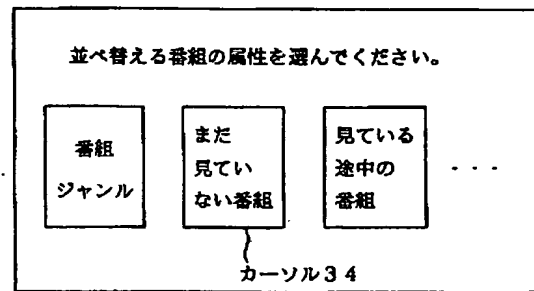 並べ替える番組の属性を選んでください。
番組
ジャンル
まだ
見てい
ない番組
見ている
途中の
番組
・・・
カーソル３４